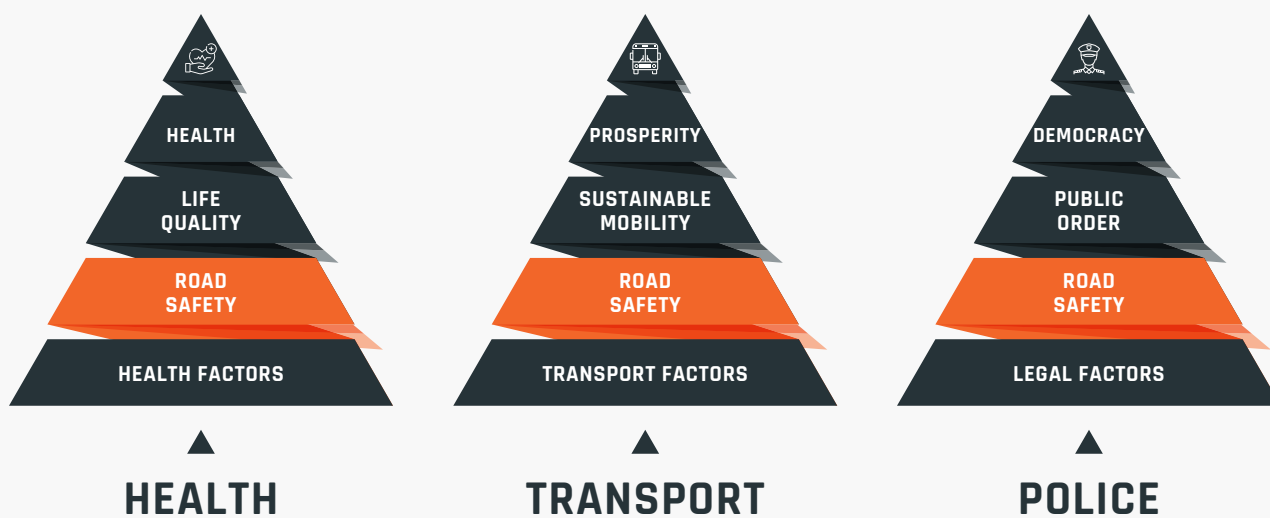 HEALTH
LIFE
QUALITY
ROAD
SAFETY
HEALTH FACTORS
HEALTH
PROSPERITY
SUSTAINABLE
MOBILITY
ROAD
SAFETY
TRANSPORT FACTORS
TRANSPORT
DEMOCRACY
PUBLIC
ORDER
ROAD
SAFETY
LEGAL FACTORS
POLICE